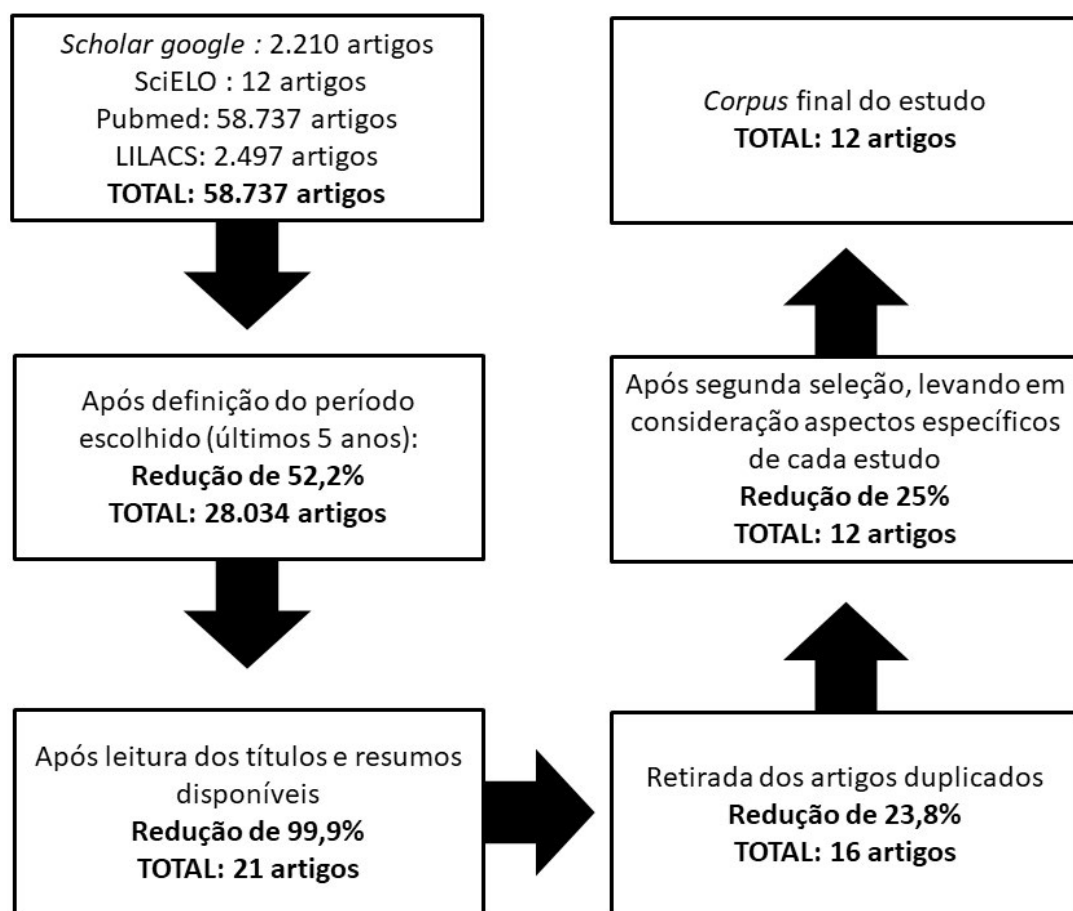 Scholar google : 2.210 artigos
SciELO : 12 artigos
Pubmed: 58.737 artigos
LILACS: 2.497 artigos
TOTAL: 58.737 artigos
Após definição do período
escolhido (últimos 5 anos):
Redução de 52,2%
TOTAL: 28.034 artigos
Após leitura dos títulos e resumos
disponíveis
Redução de 99,9%
TOTAL: 21 artigos
Retirada dos artigos duplicados
Redução de 23,8%
TOTAL: 16 artigos
Após segunda seleção, levando em
consideração aspectos específicos
de cada estudo
Redução de 25%
TOTAL: 12 artigos
Corpus final do estudo
TOTAL: 12 artigos